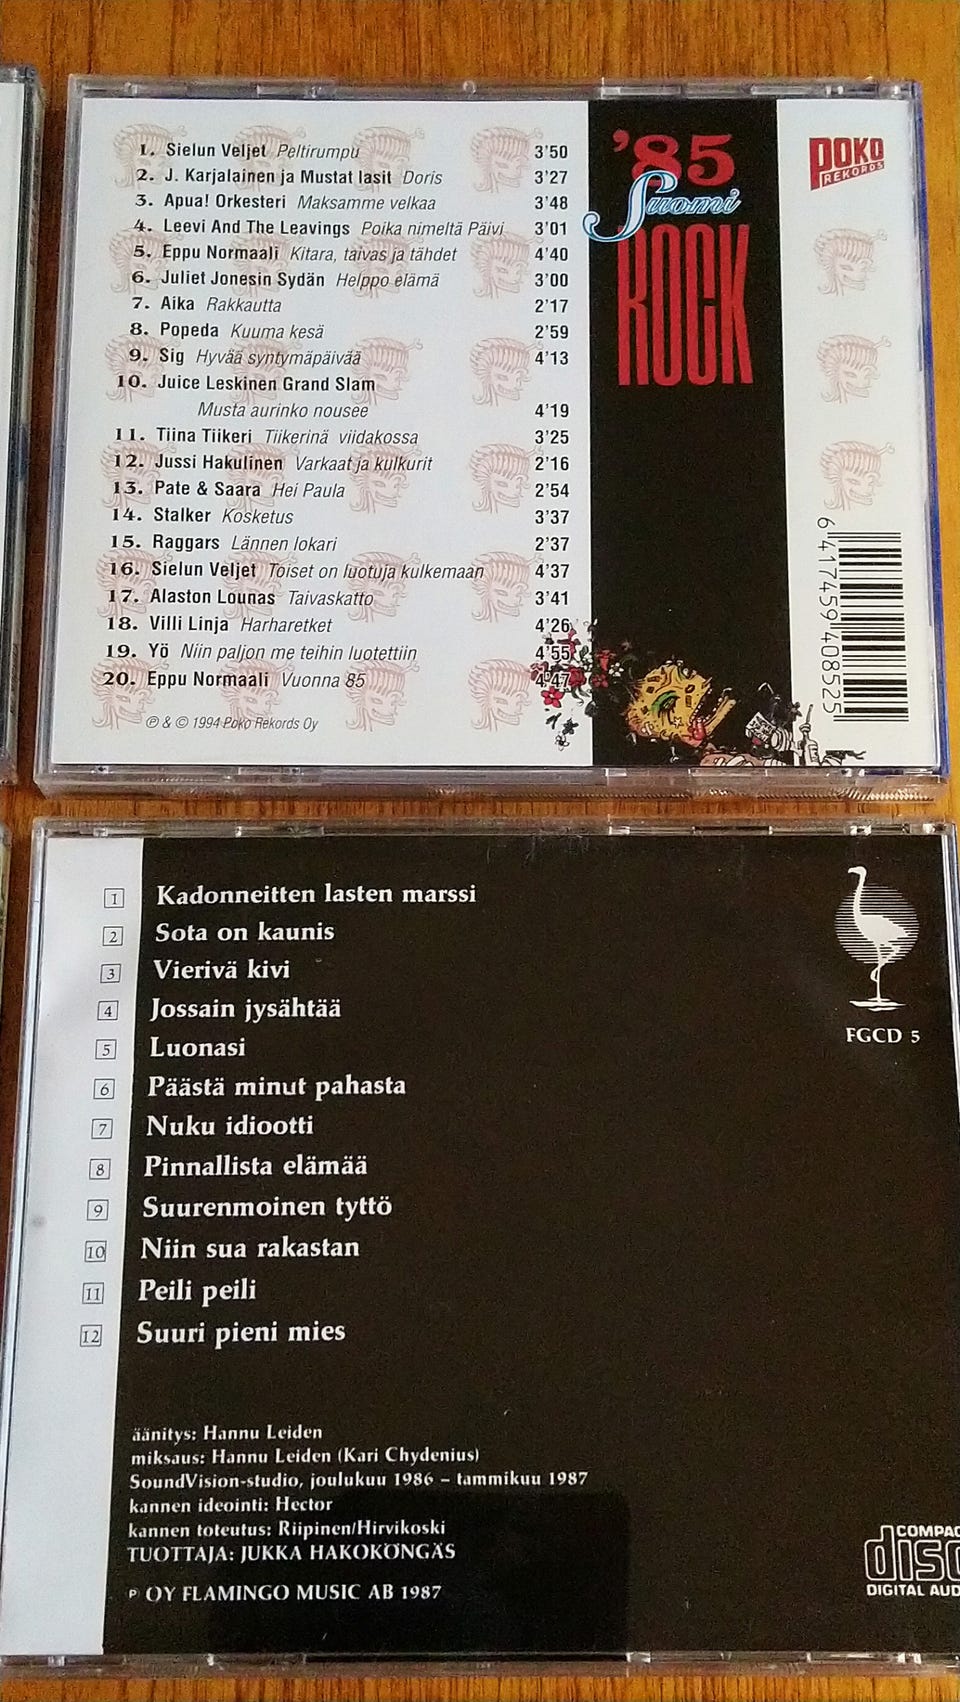 1. Sielun Veljet Peltirumpu 3'50
2. J. Karjalainen ja Mustat lasit Doris 3'27
3. Apua! Orkesteri Maksamme velkaa 3'48
4. Leevi And The Leavings Poika nimeltä Päivi 3'01
5. Eppu Normaali Kitara, taivas ja tähdet 4'40
6. Juliet Jonesin Sydän Helppo elämä 3'00
7. Aika Rakkautta 2'17
8. Popeda Kuuma kesä 2'59
9. Sig Hyvää syntymäpäivää 4'13
10. Juice Leskinen Grand Slam
Musta aurinko nousee 4'19
11. Tiina Tiikeri Tiikerinä viidakossa 3'25
12. Jussi Hakulinen Varkaat ja kulkurit 2'16
13. Pate & Saara Hei Paula 2'54
14. Stalker Kosketus 3'37
15. Raggars Lännen lokari 2'37
16. Sielun Veljet Toiset on luotuja kulkemaan 4'37
17. Alaston Lounas Taivaskatto 3'41
18. Villi Linja Harharetket 4'26
19. Yö Niin paljon me teihin luotettiin 4'55
20. Eppu Normaali Vuonna 85 4'47
℗ & © 1994 Poko Rekords Oy
'85
Suomi
ROCK
POKO
REKORDS
6 417459 408525
1 Kadonneitten lasten marssi
2 Sota on kaunis
3 Vierivä kivi
4 Jossain jysähtää
5 Luonasi
6 Päästä minut pahasta
7 Nuku idiootti
8 Pinnallista elämää
9 Suurenmoinen tyttö
10 Niin sua rakastan
11 Peili peili
12 Suuri pieni mies
FGCD 5
äänitys: Hannu Leiden
miksaus: Hannu Leiden (Kari Chydenius)
SoundVision-studio, joulukuu 1986 – tammikuu 1987
kannen ideointi: Hector
kannen toteutus: Riipinen/Hirvikoski
TUOTTAJA: JUKKA HAKOKÖNGÄS
℗ OY FLAMINGO MUSIC AB 1987
COMPAC
disc
DIGITAL AUD